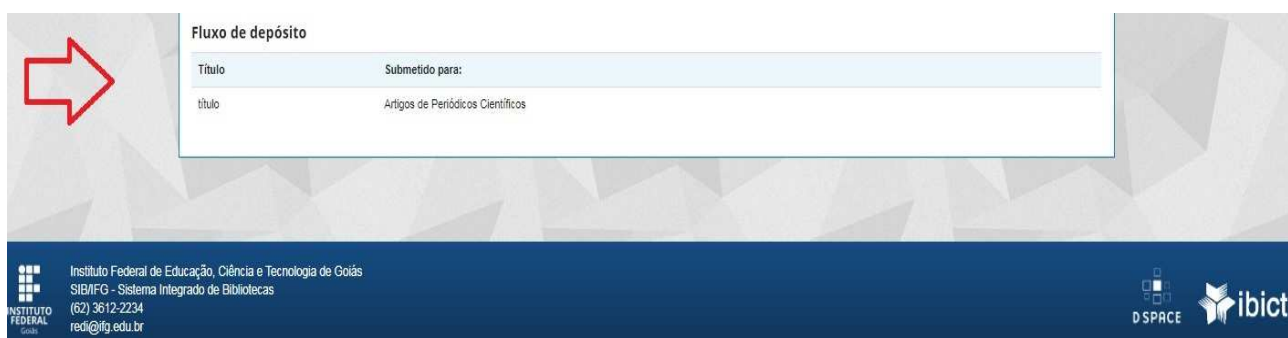 Fluxo de depósito
Título Submetido para:
título Artigos de Periódicos Científicos
Instituto Federal de Educação, Ciência e Tecnologia de Goiás
SIB/IFG - Sistema Integrado de Bibliotecas
(62) 3612-2234
redi@ifg.edu.br
INSTITUTO
FEDERAL
Goiás
DSPACE
ibict